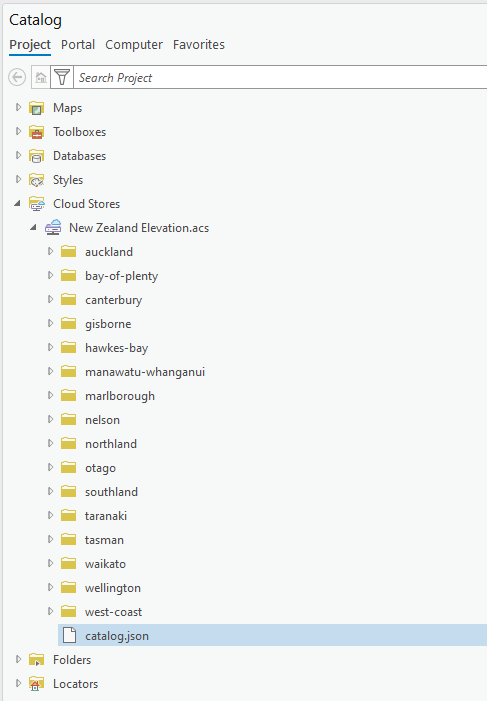 Catalog
Project Portal Computer Favorites
Search Project
Maps
Toolboxes
Databases
Styles
Cloud Stores
New Zealand Elevation.acs
auckland
bay-of-plenty
canterbury
gisborne
hawkes-bay
manawatu-whanganui
marlborough
nelson
northland
otago
southland
taranaki
tasman
waikato
wellington
west-coast
catalog.json
Folders
Locators